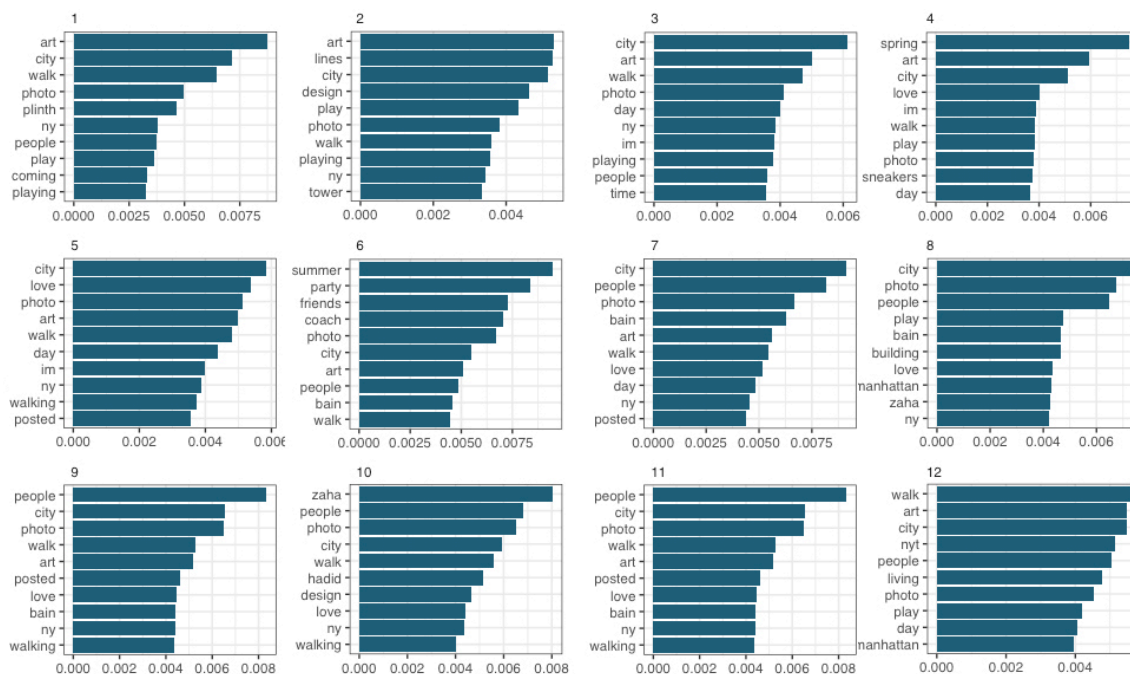 1
art
city
walk
photo
plinth
ny
people
play
coming
playing
0.0000 0.0025 0.0050 0.0075
2
art
lines
city
design
play
photo
walk
playing
ny
tower
0.000 0.002 0.004
3
city
art
walk
photo
day
ny
im
playing
people
time
0.000 0.002 0.004 0.006
4
spring
art
city
love
im
walk
play
photo
sneakers
day
0.000 0.002 0.004 0.006
5
city
love
photo
art
walk
day
im
ny
walking
posted
0.000 0.002 0.004 0.006
6
summer
party
friends
coach
photo
city
art
people
bain
walk
0.0000 0.0025 0.0050 0.0075
7
city
people
photo
bain
art
walk
love
day
ny
posted
0.0000 0.0025 0.0050 0.0075
8
city
photo
people
play
bain
building
love
manhattan
zaha
ny
0.000 0.002 0.004 0.006
9
people
city
photo
walk
art
posted
love
bain
ny
walking
0.000 0.002 0.004 0.006 0.008
10
zaha
people
photo
city
walk
hadid
design
love
ny
walking
0.000 0.002 0.004 0.006 0.008
11
people
city
photo
walk
art
posted
love
bain
ny
walking
0.000 0.002 0.004 0.006 0.008
12
walk
art
city
nyt
people
living
photo
play
day
manhattan
0.000 0.002 0.004